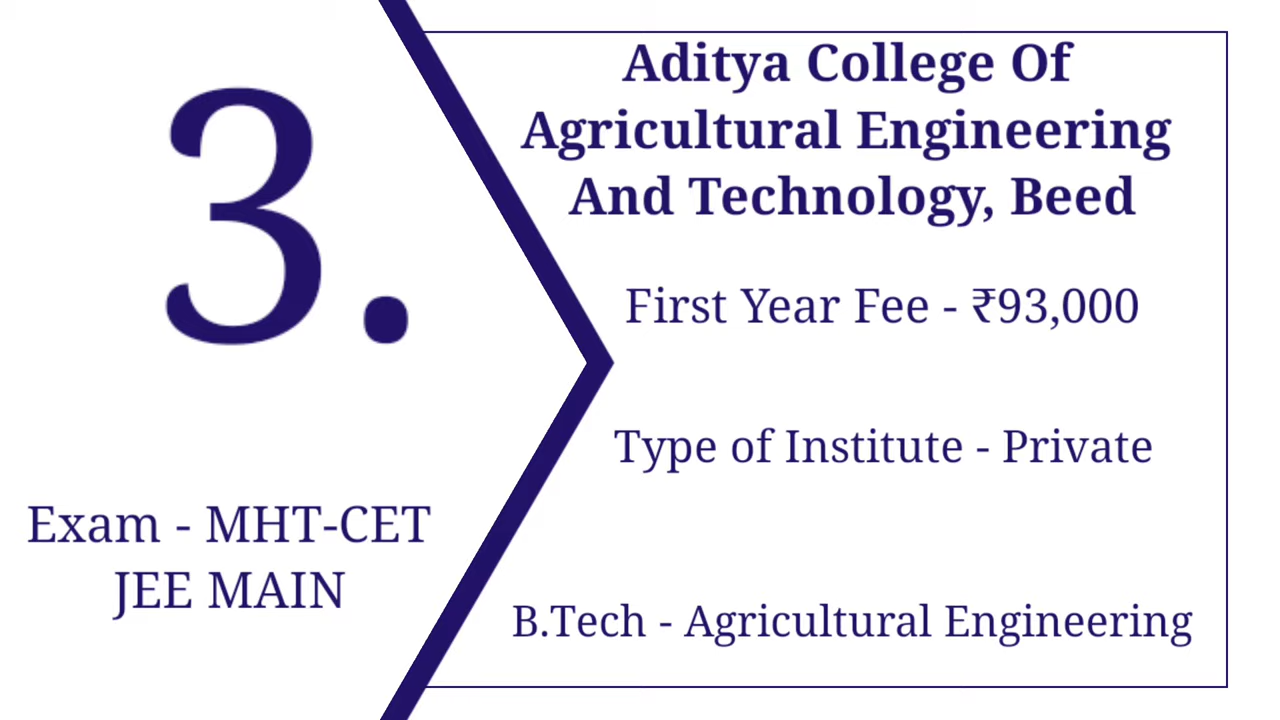 3.
Exam - MHT-CET
JEE MAIN
Aditya College Of
Agricultural Engineering
And Technology, Beed
First Year Fee - ₹93,000
Type of Institute - Private
B.Tech - Agricultural Engineering